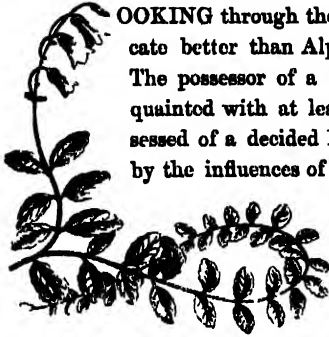 OOKING through the
cate better than Alp
The possessor of a
quainted with at lea
sessed of a decided l
by the influences of